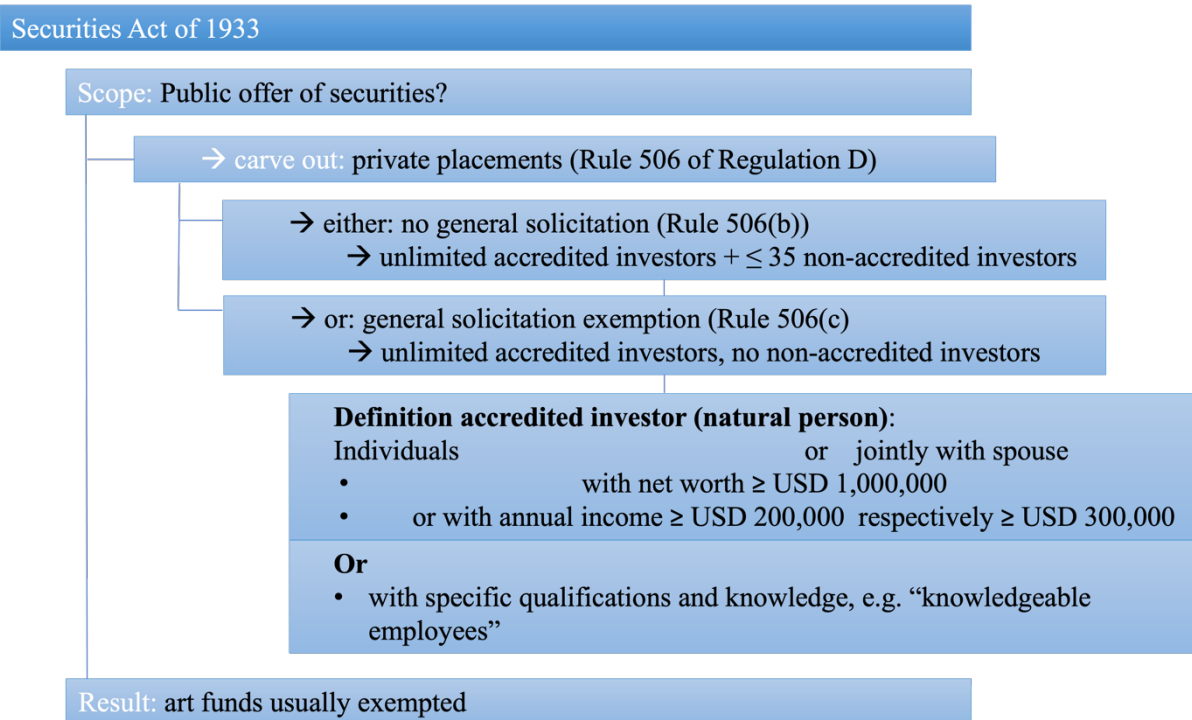 Securities Act of 1933
Scope: Public offer of securities?
→ carve out: private placements (Rule 506 of Regulation D)
→ either: no general solicitation (Rule 506(b))
→ unlimited accredited investors + ≤ 35 non-accredited investors
→ or: general solicitation exemption (Rule 506(c)
→ unlimited accredited investors, no non-accredited investors
Definition accredited investor (natural person):
Individuals or jointly with spouse
• with net worth ≥ USD 1,000,000
• or with annual income ≥ USD 200,000 respectively ≥ USD 300,000
Or
• with specific qualifications and knowledge, e.g. “knowledgeable
employees”
Result: art funds usually exempted